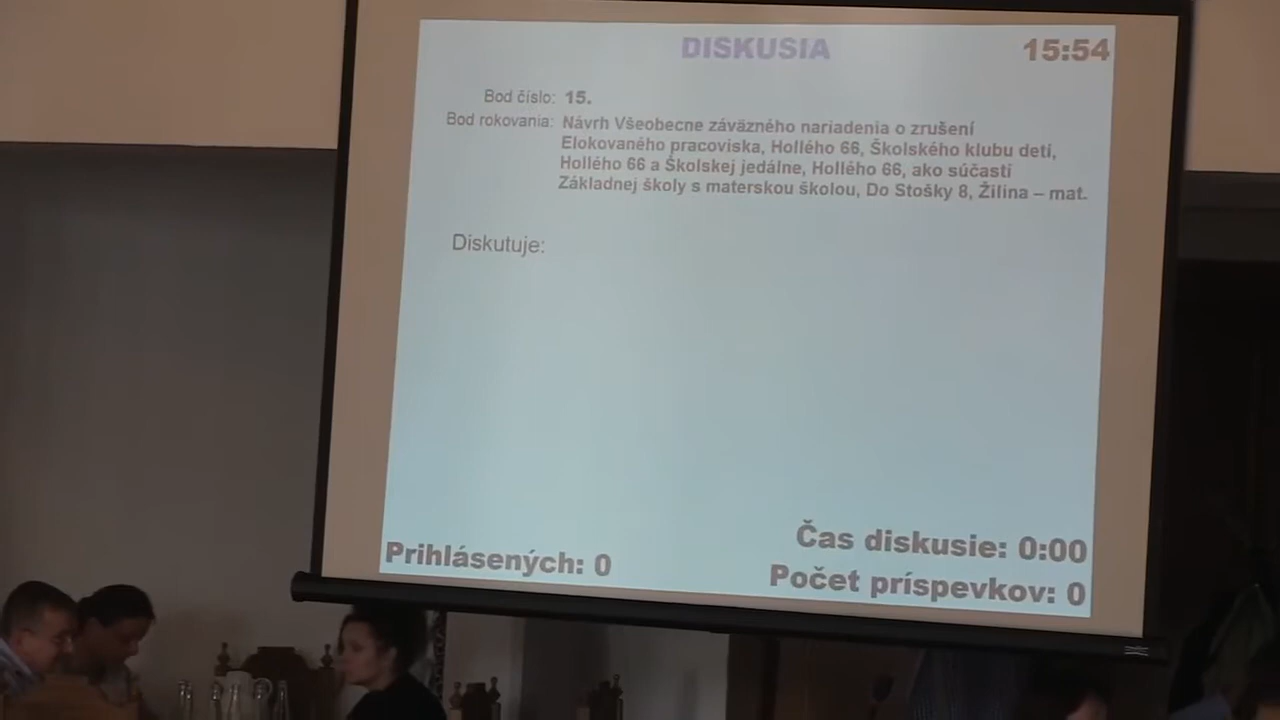 DISKUSIA
15:54
Bod číslo: 15.
Bod rokovania: Návrh Všeobecne záväzného nariadenia o zrušení
Elokovaného pracoviska, Hollého 66, Školského klubu detí,
Hollého 66 a Školskej jedálne, Hollého 66, ako súčastí
Základnej školy s materskou školou, Do Stošky 8, Žilina – mat.
Diskutuje:
Čas diskusie: 0:00
Prihlásených: 0
Počet príspevkov: 0